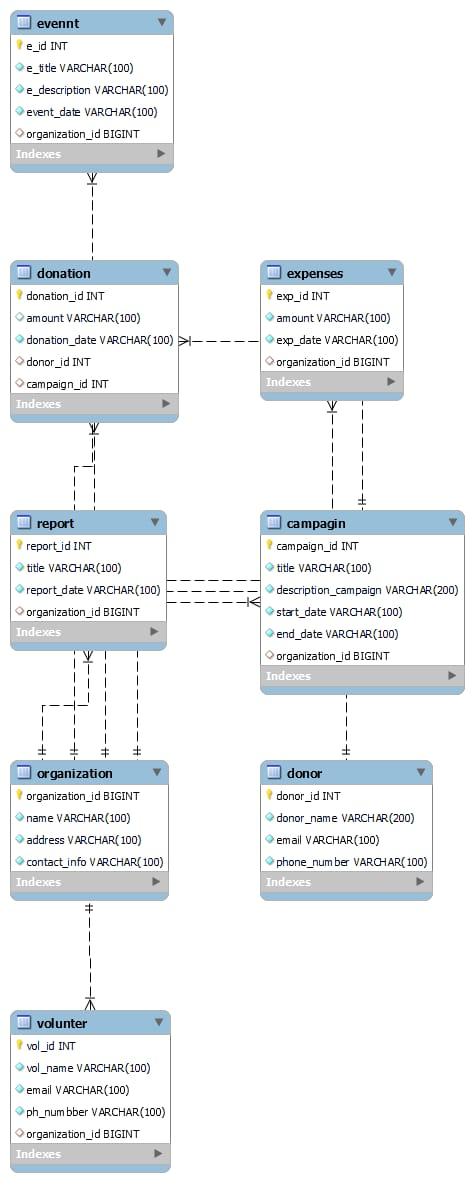 evennt
e_id INT
e_title VARCHAR(100)
e_description VARCHAR(100)
event_date VARCHAR(100)
organization_id BIGINT
Indexes
donation
donation_id INT
amount VARCHAR(100)
donation_date VARCHAR(100)
donor_id INT
campaign_id INT
Indexes
expenses
exp_id INT
amount VARCHAR(100)
exp_date VARCHAR(100)
organization_id BIGINT
Indexes
report
report_id INT
title VARCHAR(100)
report_date VARCHAR(100)
organization_id BIGINT
Indexes
campagin
campaign_id INT
title VARCHAR(100)
description_campaign VARCHAR(200)
start_date VARCHAR(100)
end_date VARCHAR(100)
organization_id BIGINT
Indexes
organization
organization_id BIGINT
name VARCHAR(100)
address VARCHAR(100)
contact_info VARCHAR(100)
Indexes
donor
donor_id INT
donor_name VARCHAR(200)
email VARCHAR(100)
phone_number VARCHAR(100)
Indexes
volunter
vol_id INT
vol_name VARCHAR(100)
email VARCHAR(100)
ph_numbber VARCHAR(100)
organization_id BIGINT
Indexes